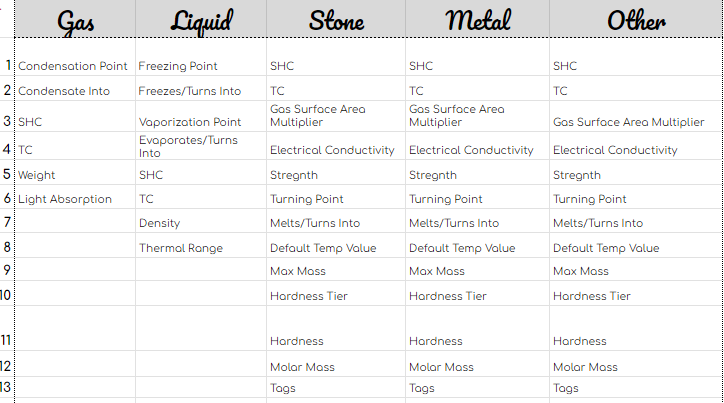 Gas Liquid Stone Metal Other
1 Condensation Point Freezing Point SHC SHC SHC
2 Condensate Into Freezes/Turns Into TC TC TC
3 SHC Vaporization Point Gas Surface Area Multiplier Gas Surface Area Multiplier Gas Surface Area Multiplier
4 TC Evaporates/Turns Into Electrical Conductivity Electrical Conductivity Electrical Conductivity
5 Weight SHC Stregnth Stregnth Stregnth
6 Light Absorption TC Turning Point Turning Point Turning Point
7 Density Melts/Turns Into Melts/Turns Into Melts/Turns Into
8 Thermal Range Default Temp Value Default Temp Value Default Temp Value
9 Max Mass Max Mass Max Mass
10 Hardness Tier Hardness Tier Hardness Tier
11 Hardness Hardness Hardness
12 Molar Mass Molar Mass Molar Mass
13 Tags Tags Tags